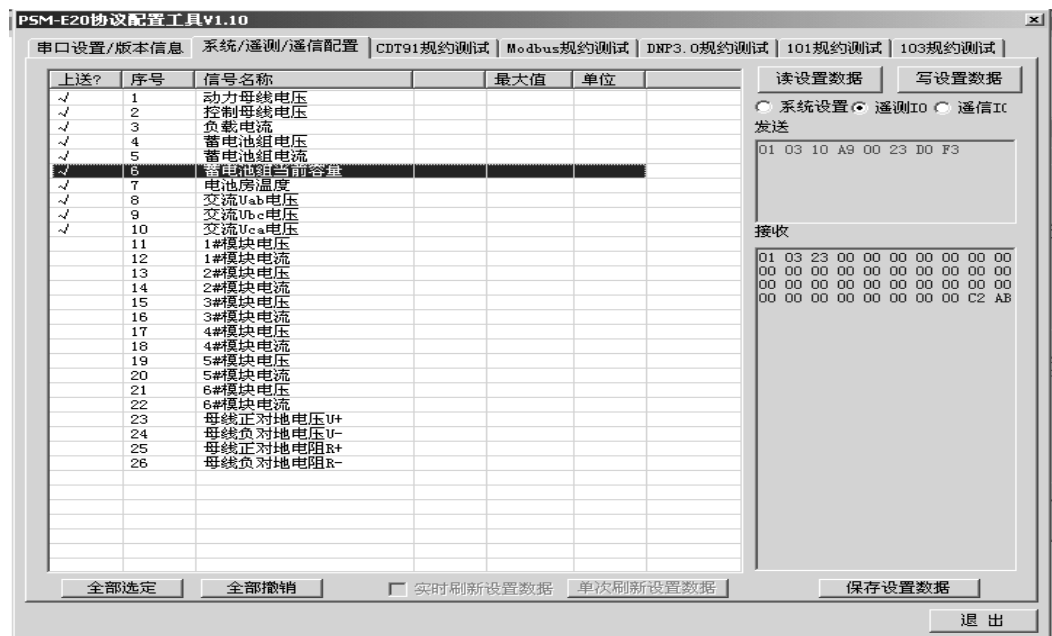 PSM-E20协议配置工具V1.10
串口设置/版本信息 系统/遥测/遥信配置 CDT91规约测试 Modbus规约测试 DNP3.0规约测试 101规约测试 103规约测试
上送? 序号 信号名称 最大值 单位
√ 1 动力母线电压
√ 2 控制母线电压
√ 3 负载电流
√ 4 蓄电池组电压
√ 5 蓄电池组电流
√ 6 蓄电池组当前容量
√ 7 电池房温度
√ 8 交流Uab电压
√ 9 交流Ubc电压
√ 10 交流Uca电压
11 1#模块电压
12 1#模块电流
13 2#模块电压
14 2#模块电流
15 3#模块电压
16 3#模块电流
17 4#模块电压
18 4#模块电流
19 5#模块电压
20 5#模块电流
21 6#模块电压
22 6#模块电流
23 母线正对地电压U+
24 母线负对地电压U-
25 母线正对地电阻R+
26 母线负对地电阻R-
全部选定 全部撤销 实时刷新设置数据 单次刷新设置数据
读设置数据 写设置数据
系统设置 遥测IO 遥信IO
发送
01 03 10 A9 00 23 D0 F3
接收
01 03 23 00 00 00 00 00 00 00
00 00 00 00 00 00 00 00 00 00
00 00 00 00 00 00 00 00 00 00
00 00 00 00 00 00 00 00 C2 AB
保存设置数据
退 出